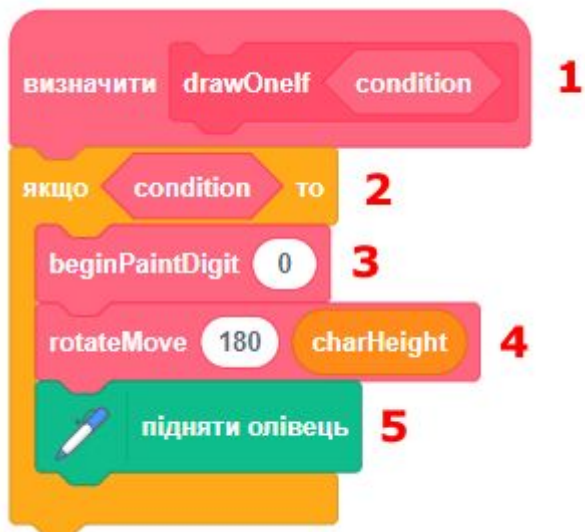 визначити drawOneIf condition 1
якщо condition то 2
beginPaintDigit 0 3
rotateMove 180 charHeight 4
підняти олівець 5